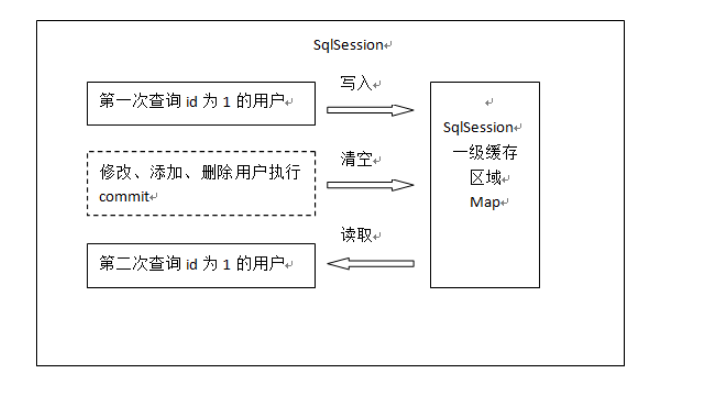 SqlSession↵
写入↵
第一次查询 id 为 1 的用户↵
↵
SqlSession↵
一级缓存
区域↵
Map↵
清空↵
修改、添加、删除用户执行
commit↵
读取↵
第二次查询 id 为 1 的用户↵